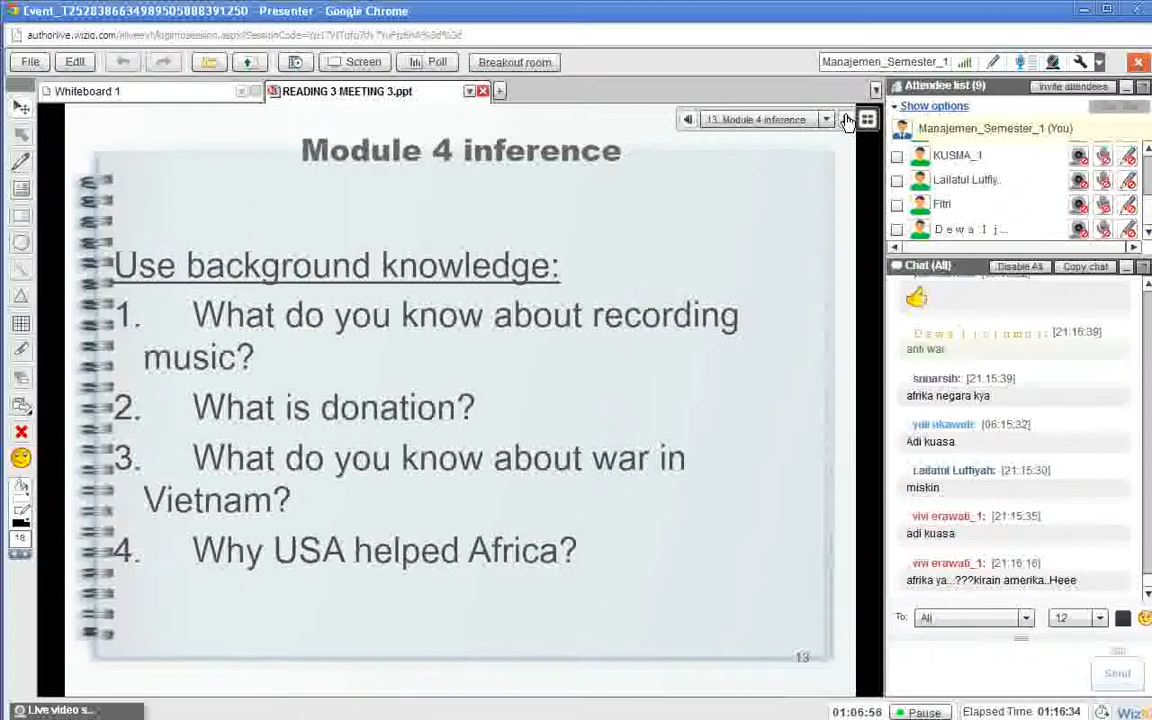 Event_T2528386634989505888391250 - Presenter - Google Chrome
File
Edit
Screen
Poll
Breakout room
Manajemen_Semester_1
Whiteboard 1
READING 3 MEETING 3.ppt
13. Module 4 inference
Module 4 inference
Use background knowledge:
1. What do you know about recording
music?
2. What is donation?
3. What do you know about war in
Vietnam?
4. Why USA helped Africa?
13
18
Attendee list (9)
Invite attendees
Show options
Manajemen_Semester_1 (You)
KUSMA_1
Lailatul Lutfiy..
Fitri
D e w a : I j ...
Chat (All)
Disable All
Copy chat
[21:16:39]
anti war
sunarsih: [21:15:39]
afrika negara kya
[06:15:32]
Adi kuasa
Lailatul Lutfiyah: [21:15:30]
miskin
vivi erawati_1: [21:15:35]
adi kuasa
vivi erawati_1: [21:16:16]
afrika ya...???kirain amerika..Heee
To:
All
12
Send
Live video s..
01:06:56
Pause
Elapsed Time
01:16:34